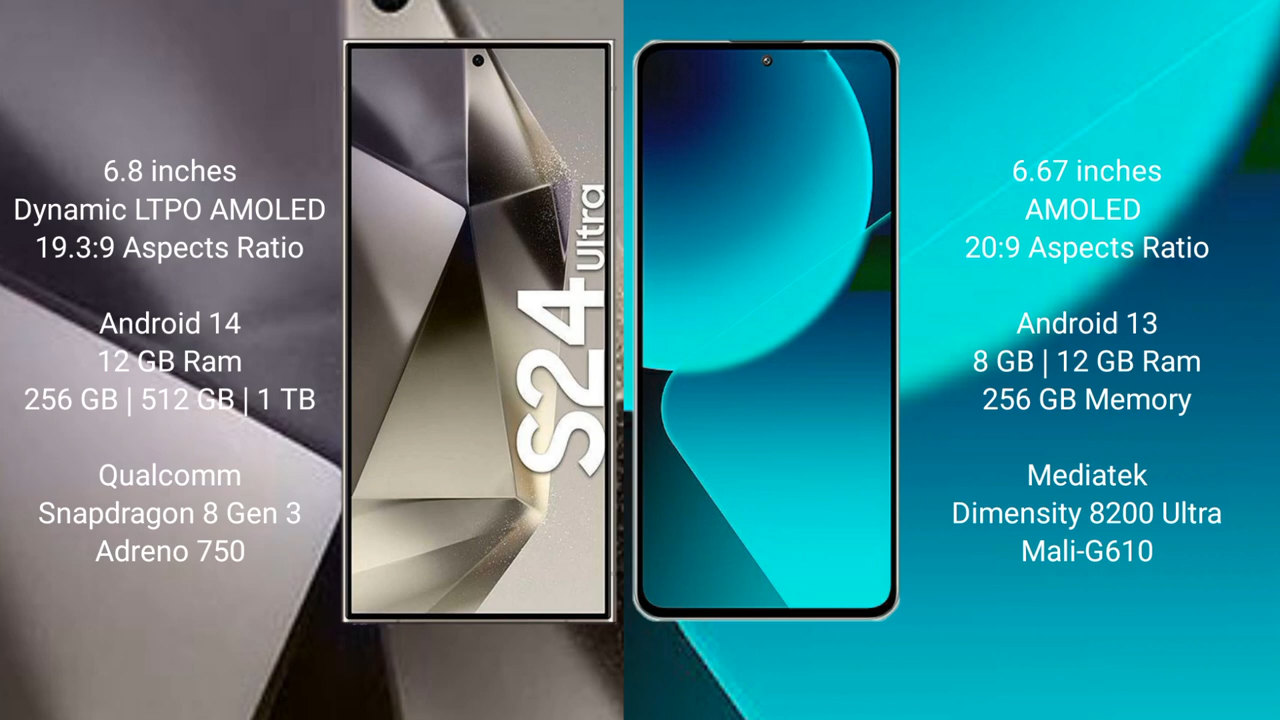 6.8 inches
Dynamic LTPO AMOLED
19.3:9 Aspects Ratio
Android 14
12 GB Ram
256 GB | 512 GB | 1 TB
Qualcomm
Snapdragon 8 Gen 3
Adreno 750
S24 Ultra
6.67 inches
AMOLED
20:9 Aspects Ratio
Android 13
8 GB | 12 GB Ram
256 GB Memory
Mediatek
Dimensity 8200 Ultra
Mali-G610